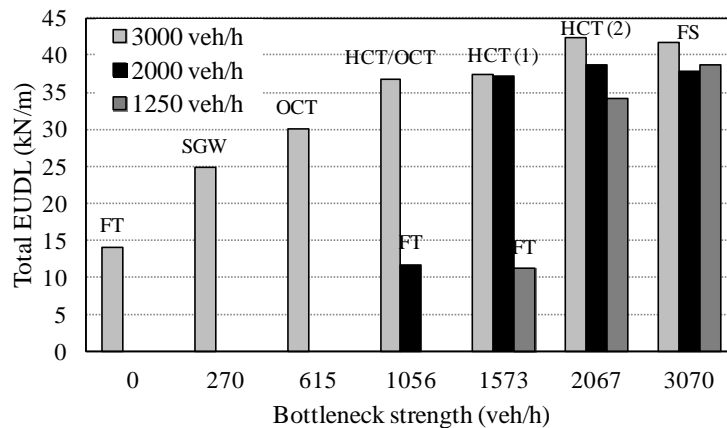 45
40
35
30
25
20
15
10
5
0
Total EUDL (kN/m)
3000 veh/h
2000 veh/h
1250 veh/h
FT
SGW
OCT
HCT/OCT
FT
HCT (1)
FT
HCT (2)
FS
0 270 615 1056 1573 2067 3070
Bottleneck strength (veh/h)